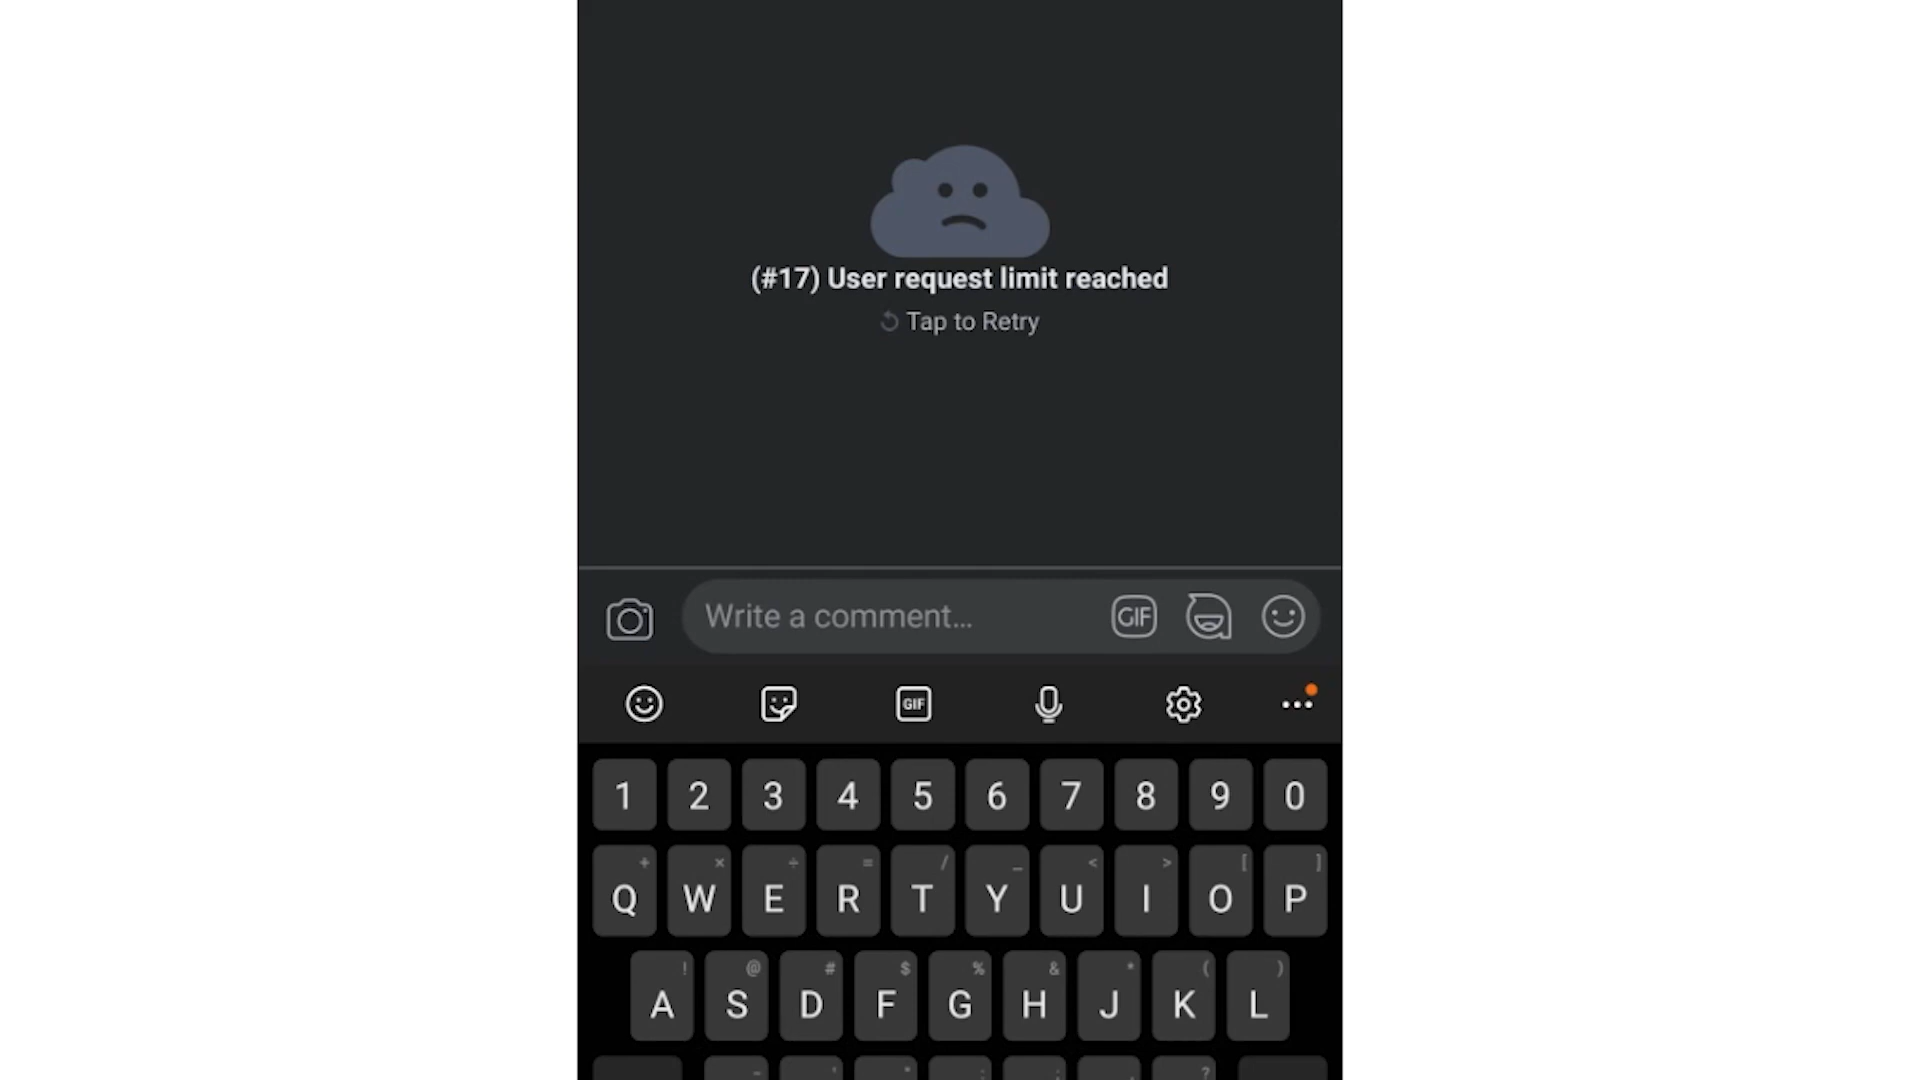 (#17) User request limit reached
Tap to Retry
Write a comment...
GIF
GIF
1 2 3 4 5 6 7 8 9 0
+ × ÷ = / _ < > [ ]
Q W E R T Y U I O P
! @ # $ % & * ( )
A S D F G H J K L
- ' " : ; , ?